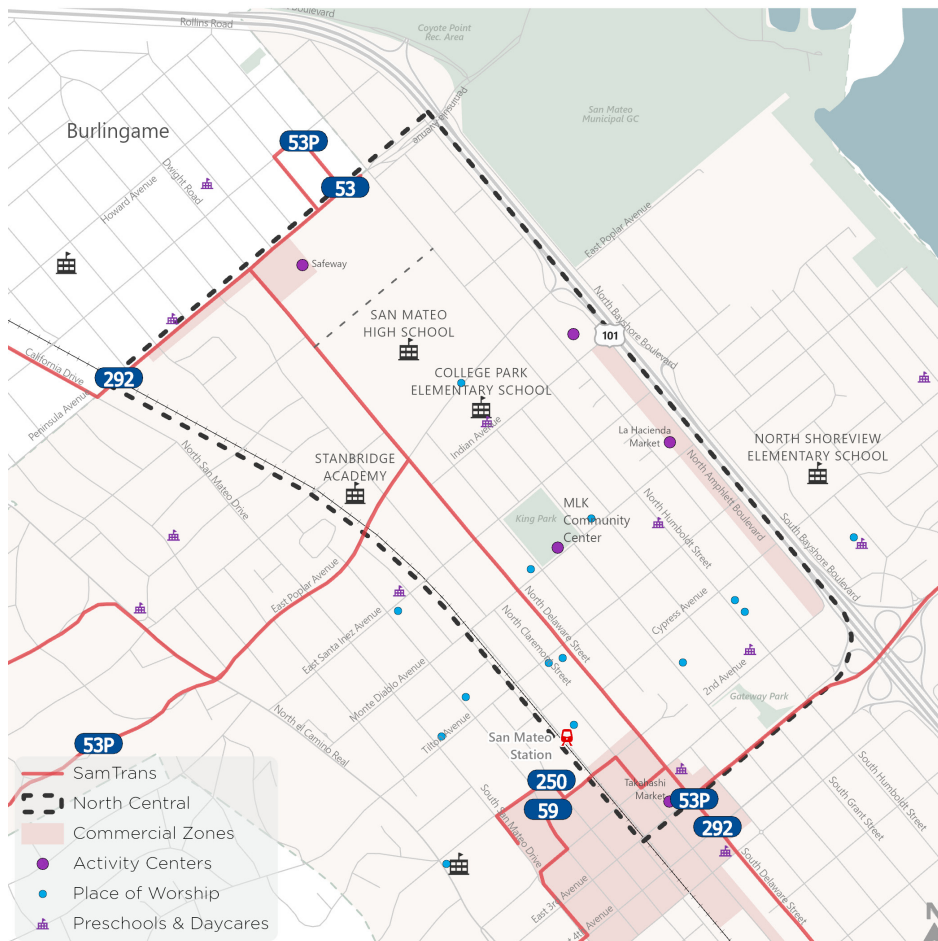 Boulevard
Rollins Road
Coyote Point
Rec. Area
San Mateo
Municipal GC
Peninsula Avenue
Burlingame
53P
53
Dwight Road
Howard Avenue
East Poplar Avenue
Safeway
North Bayshore Boulevard
SAN MATEO
HIGH SCHOOL
101
California Drive
292
COLLEGE PARK
ELEMENTARY SCHOOL
Peninsula Avenue
Indian Avenue
La Hacienda
Market
NORTH SHOREVIEW
ELEMENTARY SCHOOL
STANBRIDGE
ACADEMY
North San Mateo Drive
North Amphlett Boulevard
North Humboldt Street
King Park
MLK
Community
Center
South Bayshore Boulevard
East Poplar Avenue
North Delaware Street
Cypress Avenue
East Santa Inez Avenue
North Claremont Street
2nd Avenue
Monte Diablo Avenue
Gateway Park
North el Camino Real
Tilton Avenue
San Mateo
Station
53P
250
Takahashi
Market
53P
59
292
South Humboldt Street
South Grant Street
South San Mateo Drive
South Delaware Street
East 3rd Avenue
4th Avenue
SamTrans
North Central
Commercial Zones
Activity Centers
Place of Worship
Preschools & Daycares
N